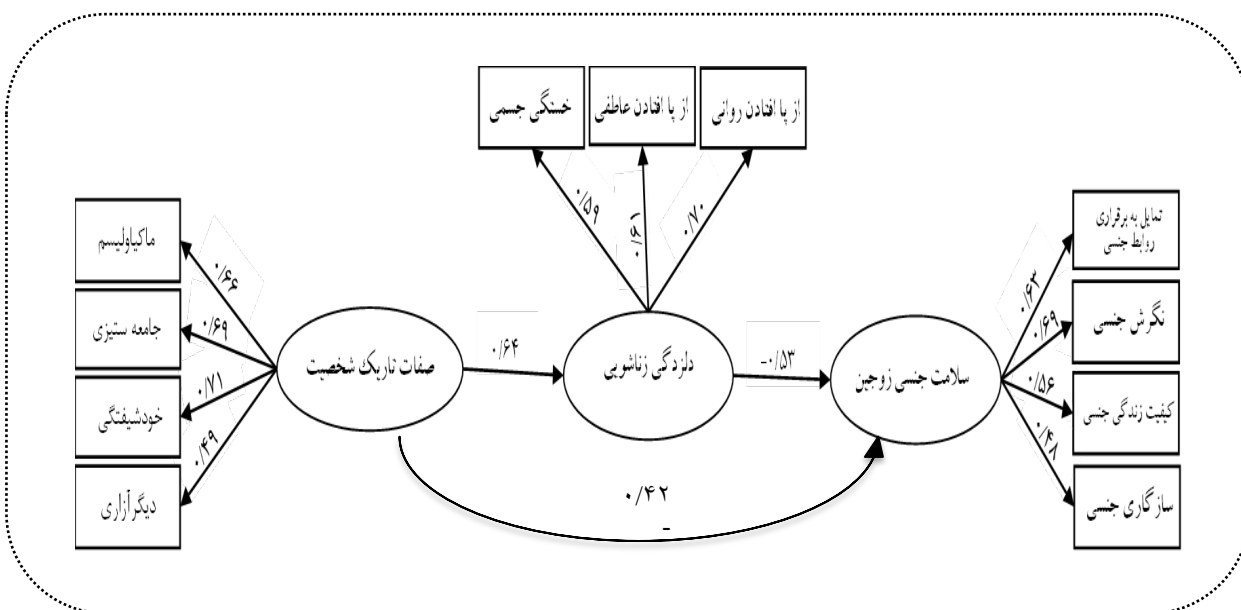 خستگی جسمی
از پا افتادن عاطفی
از پا افتادن روانی
۰/۵۹
۰/۶۱
۰/۷۰
ماکیاولیسم
جامعه ستیزی
خودشیفتگی
دیگرآزاری
۰/۶۶
۰/۶۹
۰/۷۱
۰/۴۹
صفات تاریک شخصیت
۰/۶۴
دلزدگی زناشویی
-۰/۵۳
سلامت جنسی زوجین
۰/۴۲
-
۰/۶۳
۰/۶۹
۰/۵۶
۰/۴۸
تمایل به برقراری
روابط جنسی
نگرش جنسی
کیفیت زندگی جنسی
سازگاری جنسی